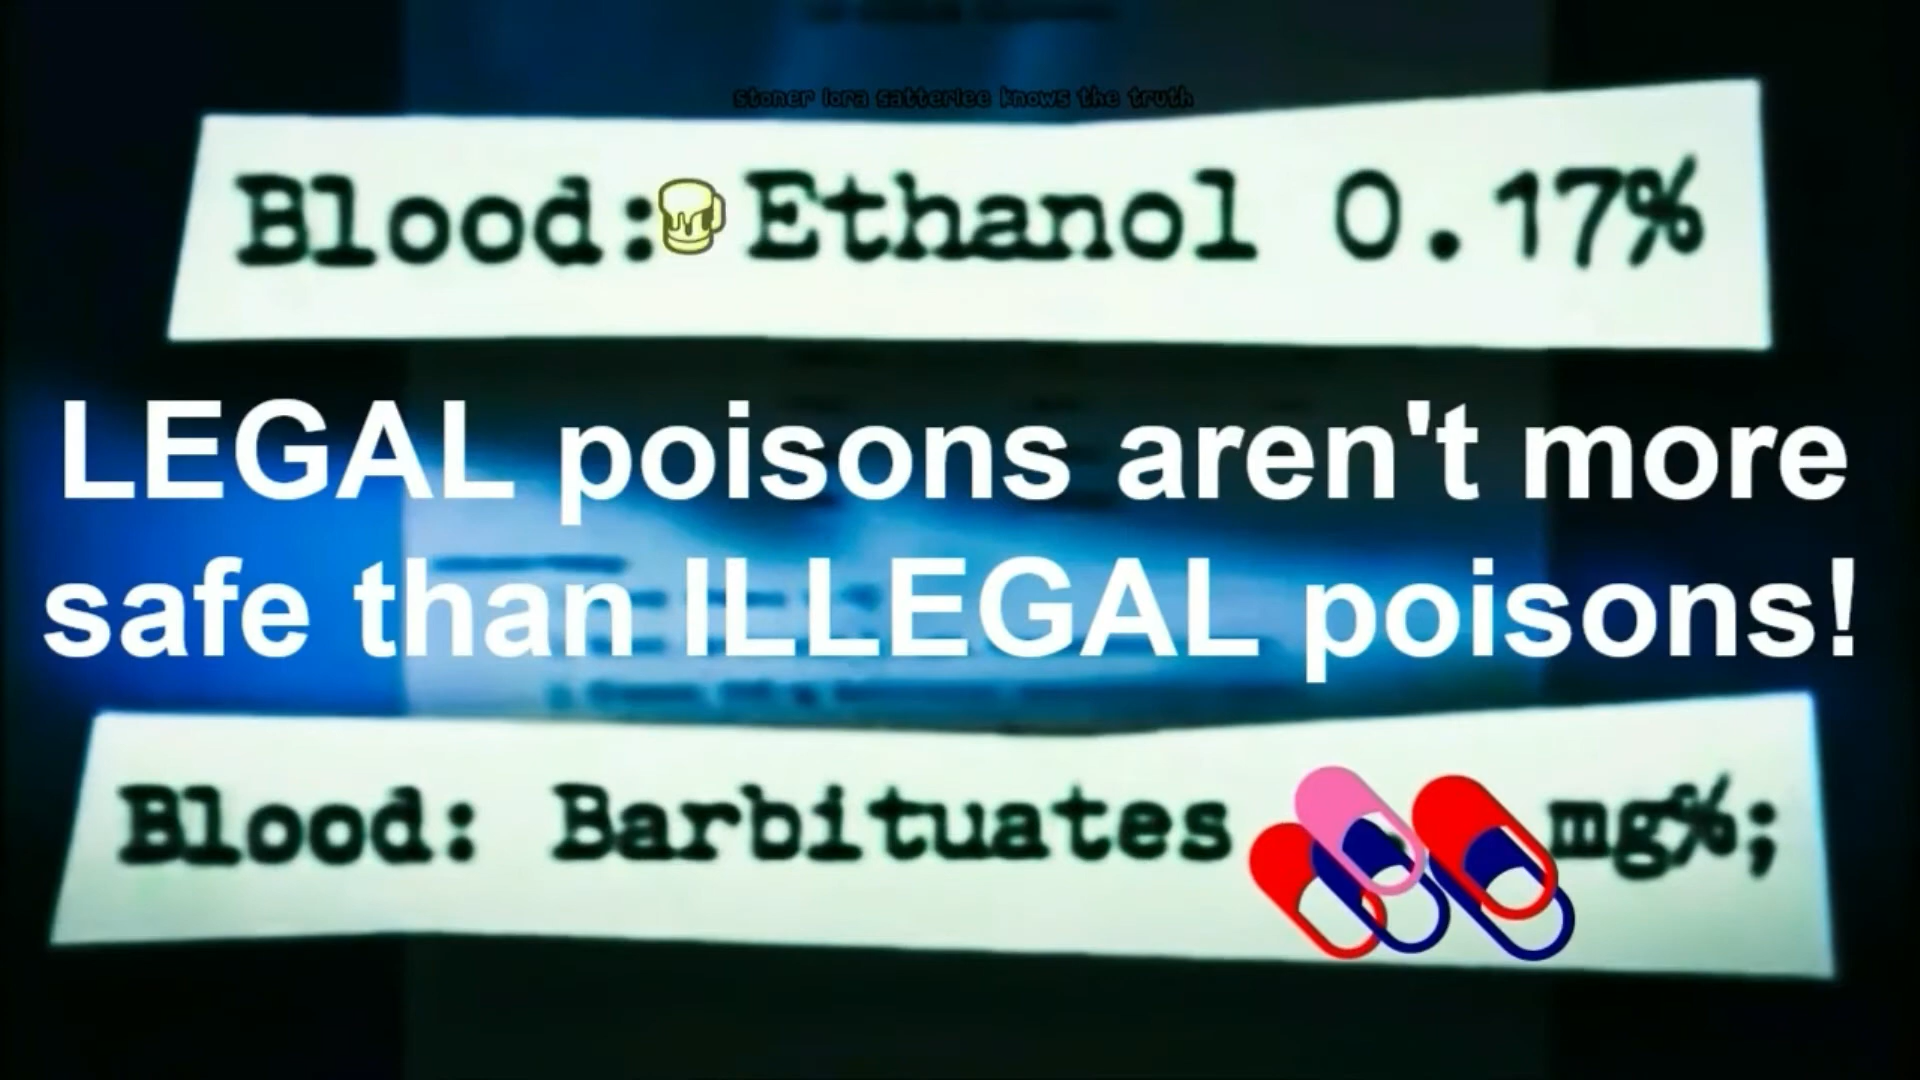 stoner lora satterlee knows the truth
Blood: Ethanol 0.17%
LEGAL poisons aren't more
safe than ILLEGAL poisons!
Blood: Barbituates mg%;